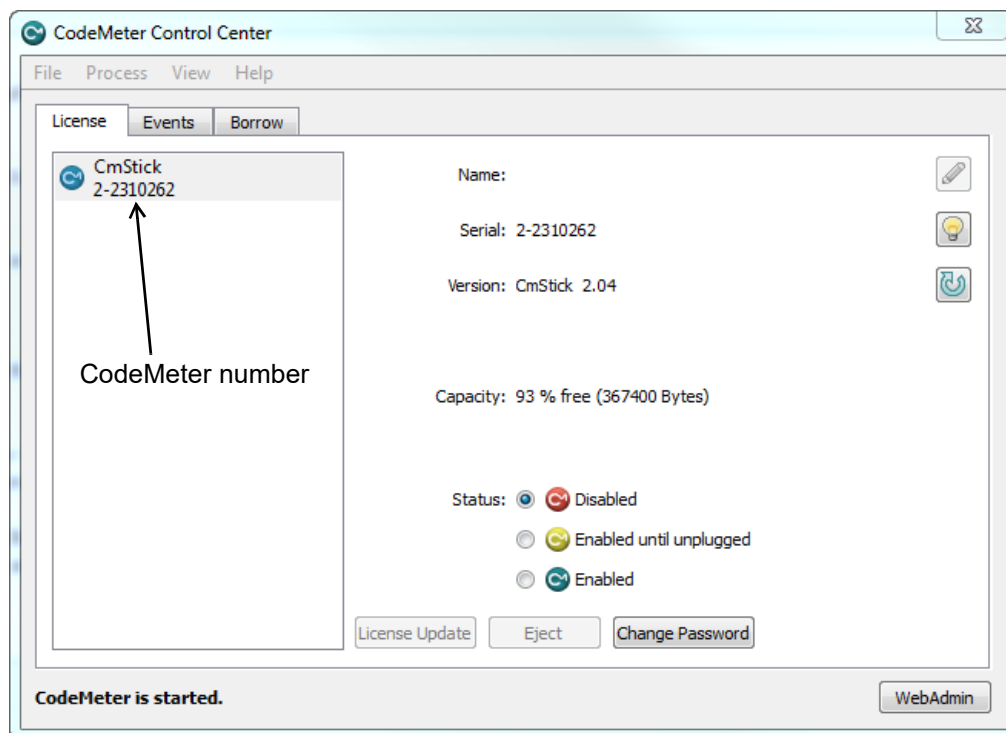 CodeMeter Control Center
File Process View Help
License Events Borrow
CmStick
2-2310262
CodeMeter number
Name:
Serial: 2-2310262
Version: CmStick 2.04
Capacity: 93 % free (367400 Bytes)
Status: Disabled
Enabled until unplugged
Enabled
License Update Eject Change Password
CodeMeter is started. WebAdmin